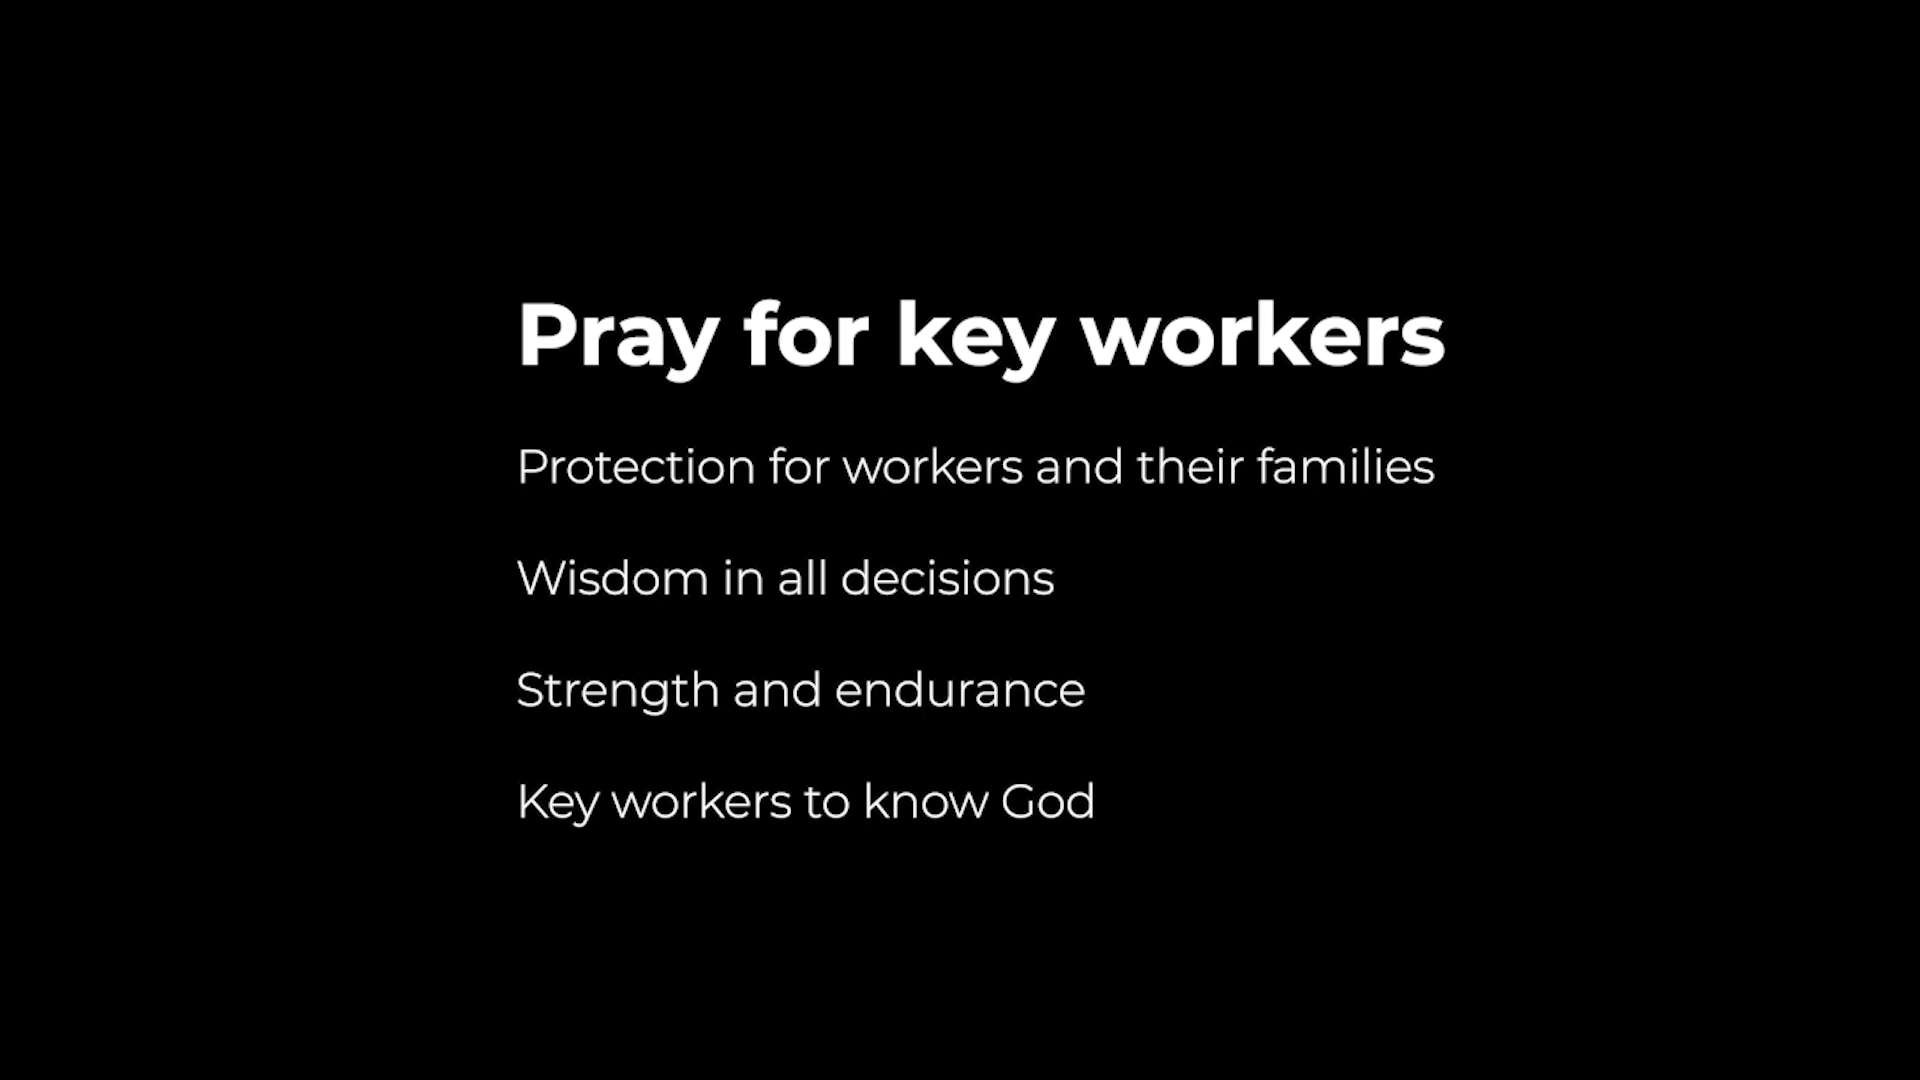 Pray for key workers
Protection for workers and their families
Wisdom in all decisions
Strength and endurance
Key workers to know God